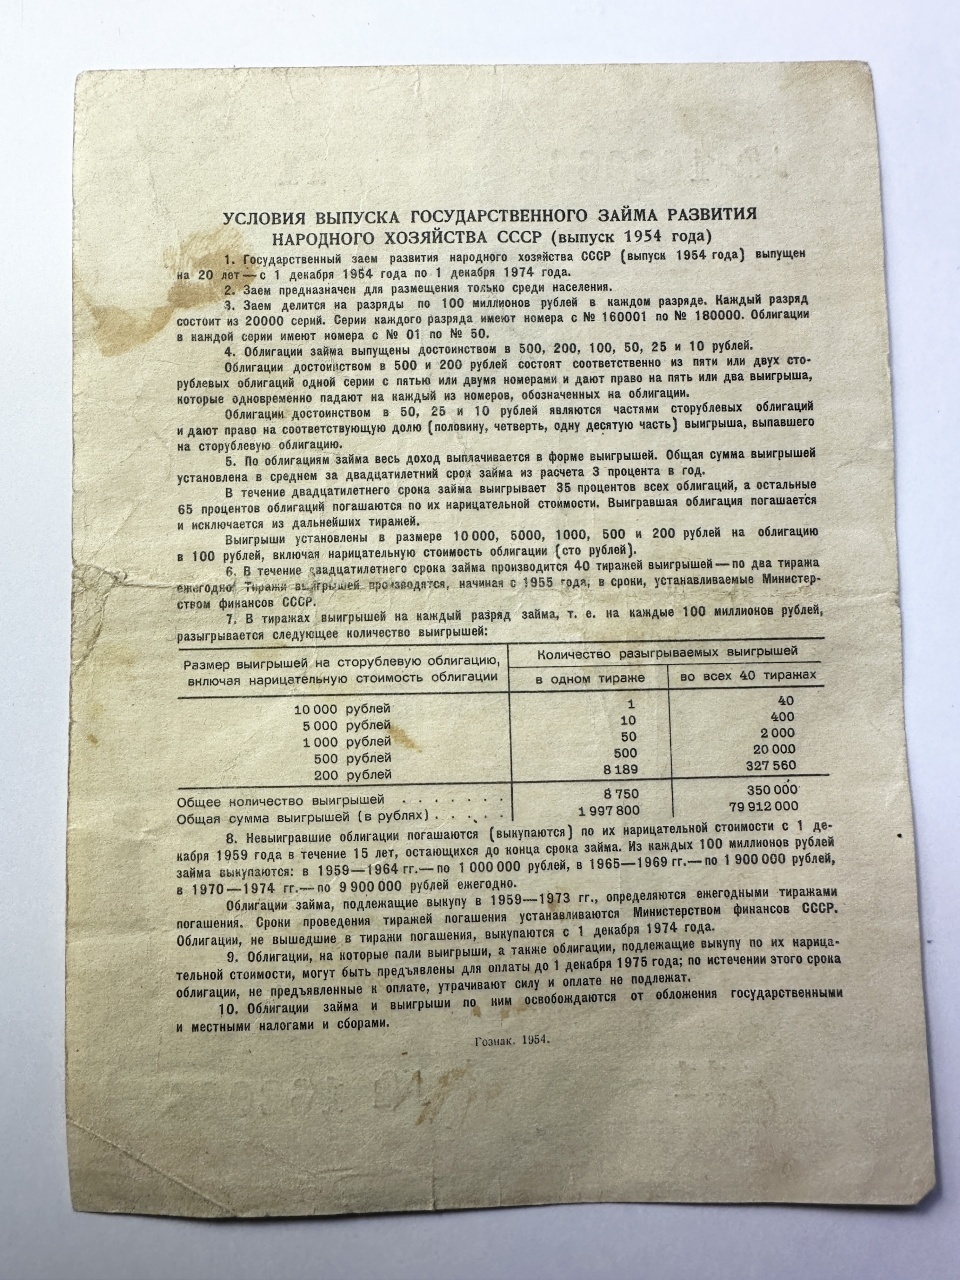 УСЛОВИЯ ВЫПУСКА ГОСУДАРСТВЕННОГО ЗАЙМА РАЗВИТИЯ
НАРОДНОГО ХОЗЯЙСТВА СССР (выпуск 1954 года)
1. Государственный заем развития народного хозяйства СССР (выпуск 1954 года) выпущен
на 20 лет — с 1 декабря 1954 года по 1 декабря 1974 года.
2. Заем предназначен для размещения только среди населения.
3. Заем делится на разряды по 100 миллионов рублей в каждом разряде. Каждый разряд
состоит из 20000 серий. Серии каждого разряда имеют номера с № 160001 по № 180000. Облигации
в каждой серии имеют номера с № 01 по № 50.
4. Облигации займа выпущены достоинством в 500, 200, 100, 50, 25 и 10 рублей.
Облигации достоинством в 500 и 200 рублей состоят соответственно из пяти или двух сто-
рублевых облигаций одной серии с пятью или двумя номерами и дают право на пять или два выигрыша,
которые одновременно падают на каждый из номеров, обозначенных на облигации.
Облигации достоинством в 50, 25 и 10 рублей являются частями сторублевых облигаций
и дают право на соответствующую долю (половину, четверть, одну десятую часть) выигрыша, выпавшего
на сторублевую облигацию.
5. По облигациям займа весь доход выплачивается в форме выигрышей. Общая сумма выигрышей
установлена в среднем за двадцатилетний срок займа из расчета 3 процента в год.
В течение двадцатилетнего срока займа выигрывает 35 процентов всех облигаций, а остальные
65 процентов облигаций погашаются по их нарицательной стоимости. Выигравшая облигация погашается
и исключается из дальнейших тиражей.
Выигрыши установлены в размере 10 000, 5000, 1000, 500 и 200 рублей на облигацию
в 100 рублей, включая нарицательную стоимость облигации (сто рублей).
6. В течение двадцатилетнего срока займа производится 40 тиражей выигрышей — по два тиража
ежегодно. Тиражи выигрышей производятся, начиная с 1955 года, в сроки, устанавливаемые Министер-
ством финансов СССР.
7. В тиражах выигрышей на каждый разряд займа, т. е. на каждые 100 миллионов рублей,
разыгрывается следующее количество выигрышей:
Размер выигрышей на сторублевую облигацию,
включая нарицательную стоимость облигации
Количество разыгрываемых выигрышей
в одном тираже
во всех 40 тиражах
10 000 рублей 1 40
5 000 рублей 10 400
1 000 рублей 50 2 000
500 рублей 500 20 000
200 рублей 8 189 327 560
Общее количество выигрышей . . . . . . . 8 750 350 000
Общая сумма выигрышей (в рублях) . . . . . 1 997 800 79 912 000
8. Невыигравшие облигации погашаются (выкупаются) по их нарицательной стоимости с 1 де-
кабря 1959 года в течение 15 лет, остающихся до конца срока займа. Из каждых 100 миллионов рублей
займа выкупаются: в 1959—1964 гг.— по 1 000 000 рублей, в 1965—1969 гг.— по 1 900 000 рублей,
в 1970—1974 гг.— по 9 900 000 рублей ежегодно.
Облигации займа, подлежащие выкупу в 1959—1973 гг., определяются ежегодными тиражами
погашения. Сроки проведения тиражей погашения устанавливаются Министерством финансов СССР.
Облигации, не вышедшие в тиражи погашения, выкупаются с 1 декабря 1974 года.
9. Облигации, на которые пали выигрыши, а также облигации, подлежащие выкупу по их нарица-
тельной стоимости, могут быть предъявлены для оплаты до 1 декабря 1975 года; по истечении этого срока
облигации, не предъявленные к оплате, утрачивают силу и оплате не подлежат.
10. Облигации займа и выигрыши по ним освобождаются от обложения государственными
и местными налогами и сборами.
Гознак. 1954.